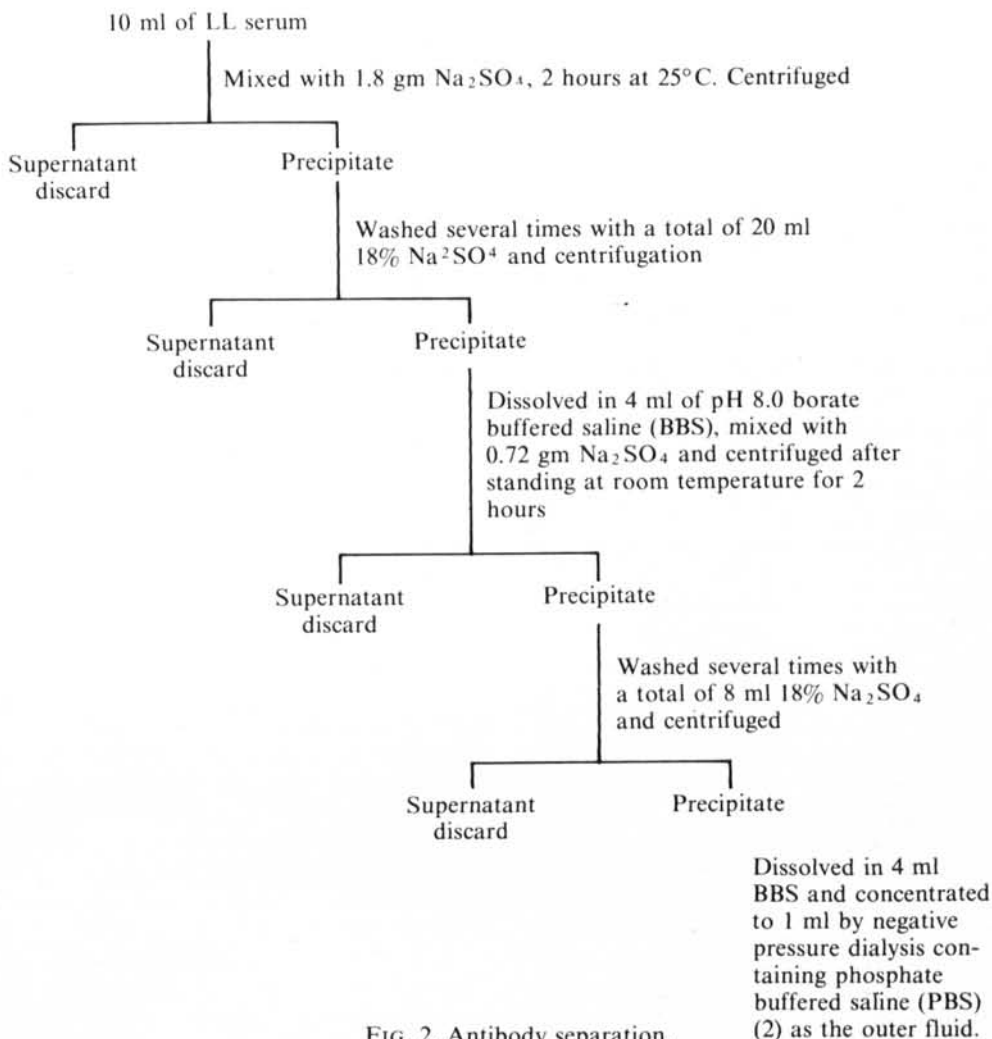 10 ml of LL serum
Mixed with 1.8 gm Na₂SO₄, 2 hours at 25°C. Centrifuged
Supernatant
discard
Precipitate
Washed several times with a total of 20 ml
18% Na²SO⁴ and centrifugation
Supernatant
discard
Precipitate
Dissolved in 4 ml of pH 8.0 borate
buffered saline (BBS), mixed with
0.72 gm Na₂SO₄ and centrifuged after
standing at room temperature for 2
hours
Supernatant
discard
Precipitate
Washed several times with
a total of 8 ml 18% Na₂SO₄
and centrifuged
Supernatant
discard
Precipitate
Dissolved in 4 ml
BBS and concentrated
to 1 ml by negative
pressure dialysis con-
taining phosphate
buffered saline (PBS)
(2) as the outer fluid.
FIG. 2. Antibody separation